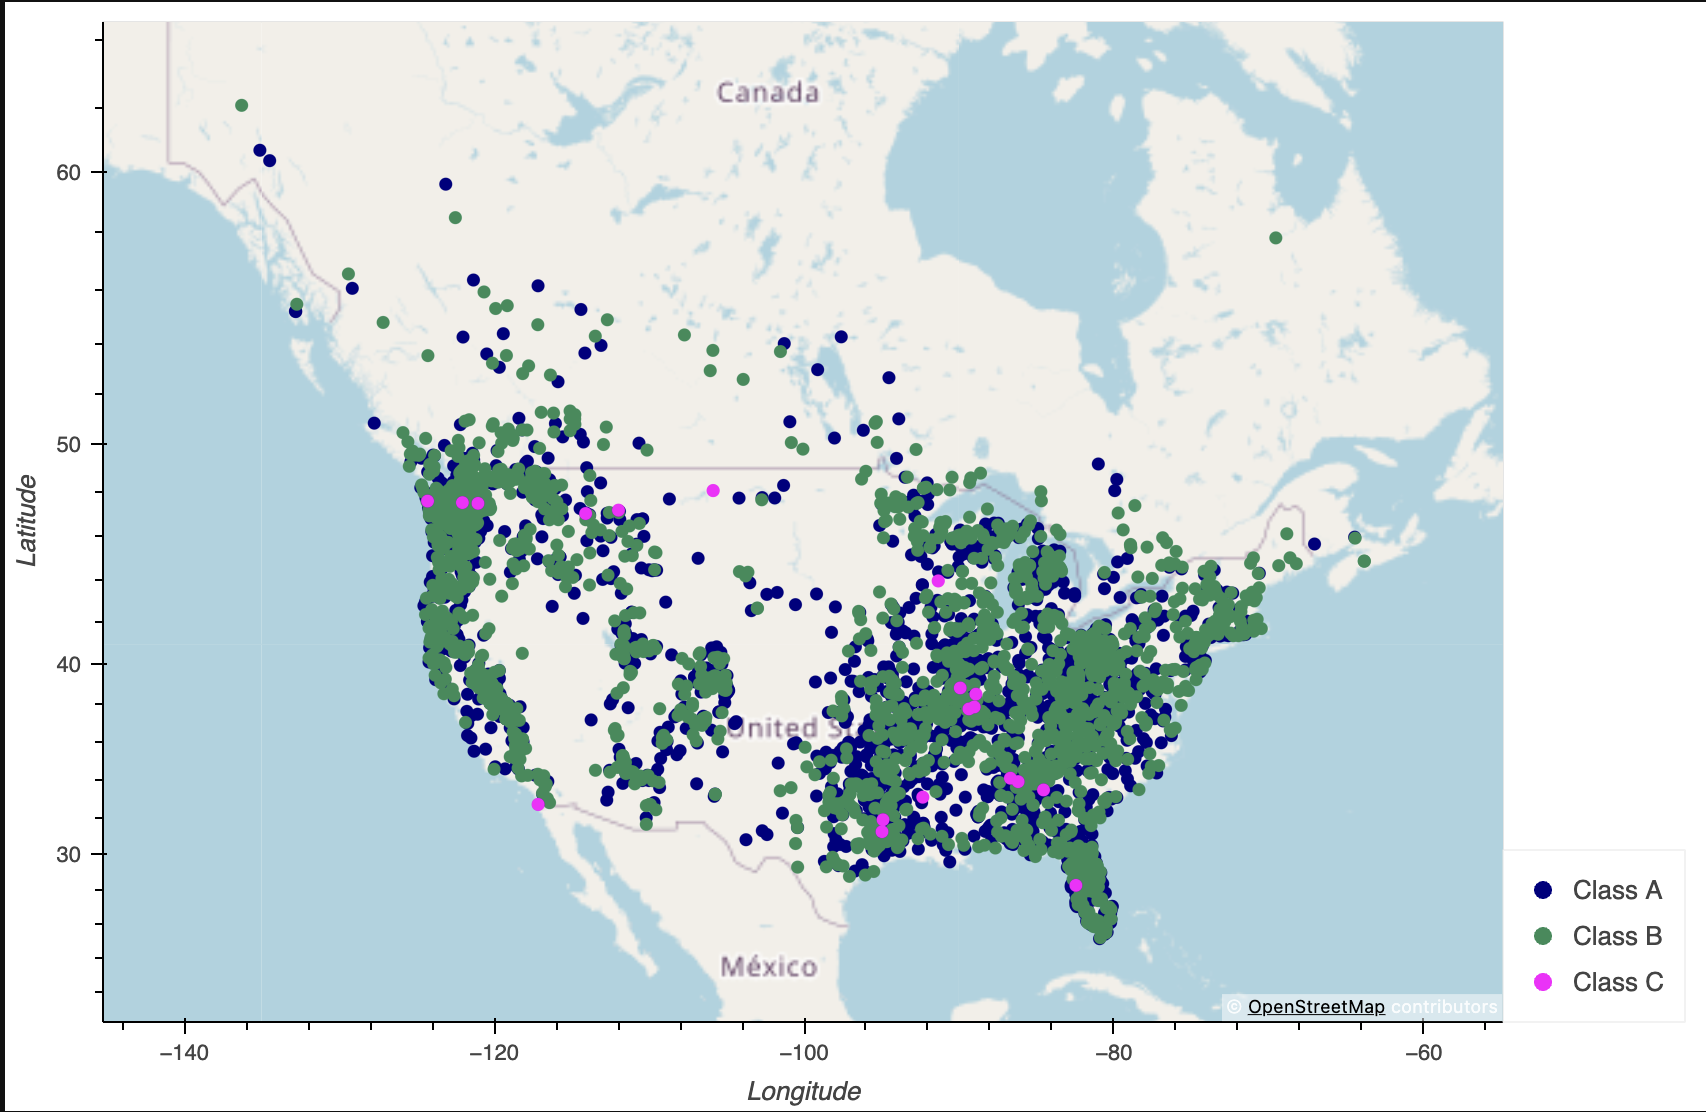 Canada
60
50
Latitude
40
United St
30
México
Class A
Class B
Class C
© OpenStreetMap contributors
−140
−120
−100
−80
−60
Longitude